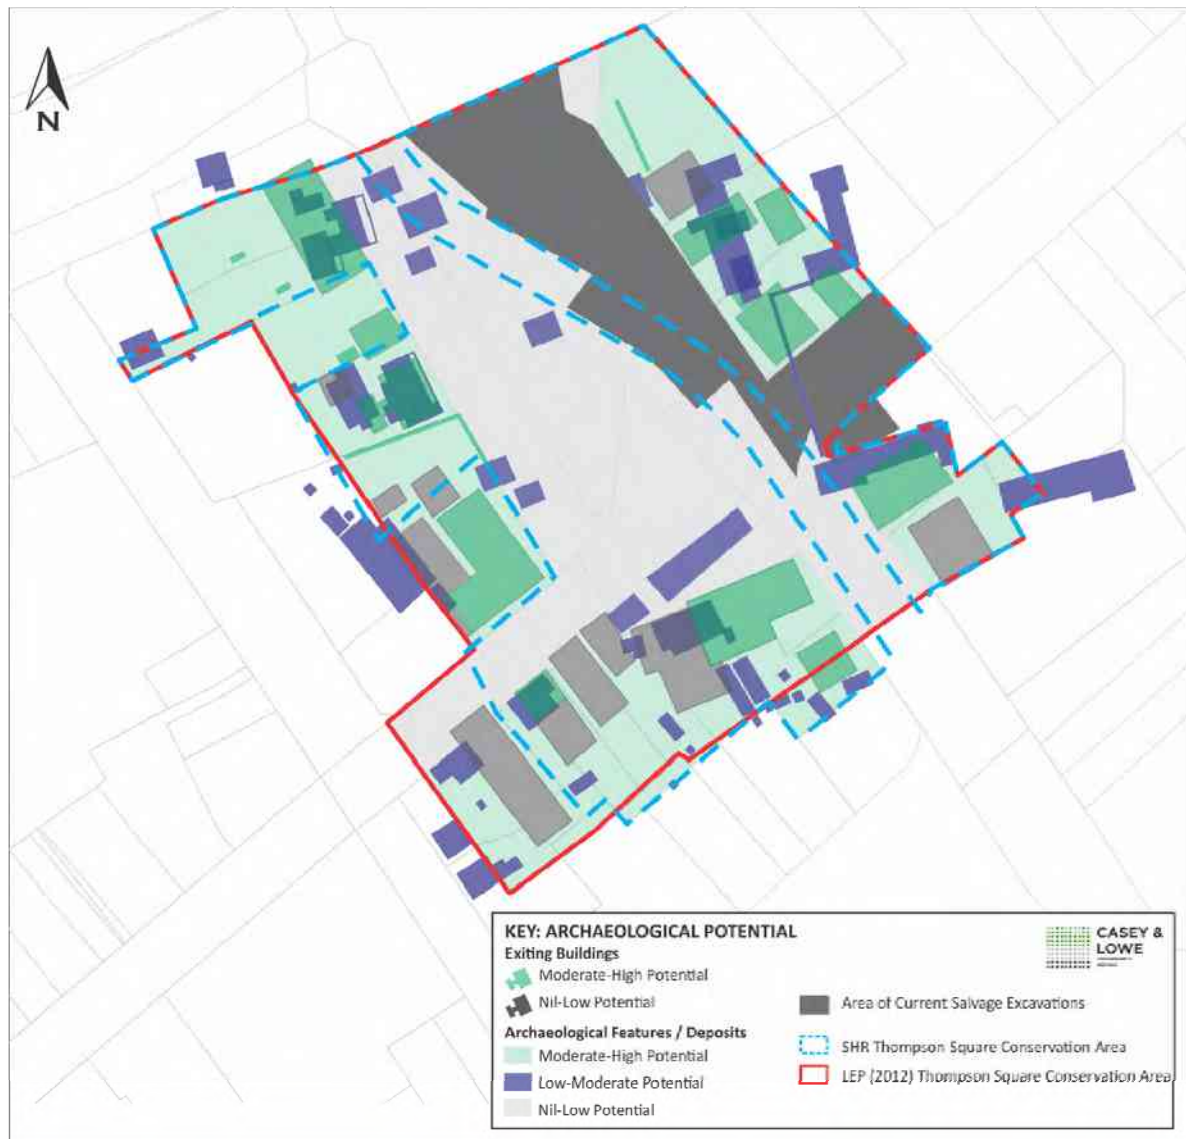 N
KEY: ARCHAEOLOGICAL POTENTIAL
Exiting Buildings
Moderate-High Potential
Nil-Low Potential
Archaeological Features / Deposits
Moderate-High Potential
Low-Moderate Potential
Nil-Low Potential
CASEY &
LOWE
Area of Current Salvage Excavations
SHR Thompson Square Conservation Area
LEP (2012) Thompson Square Conservation Area